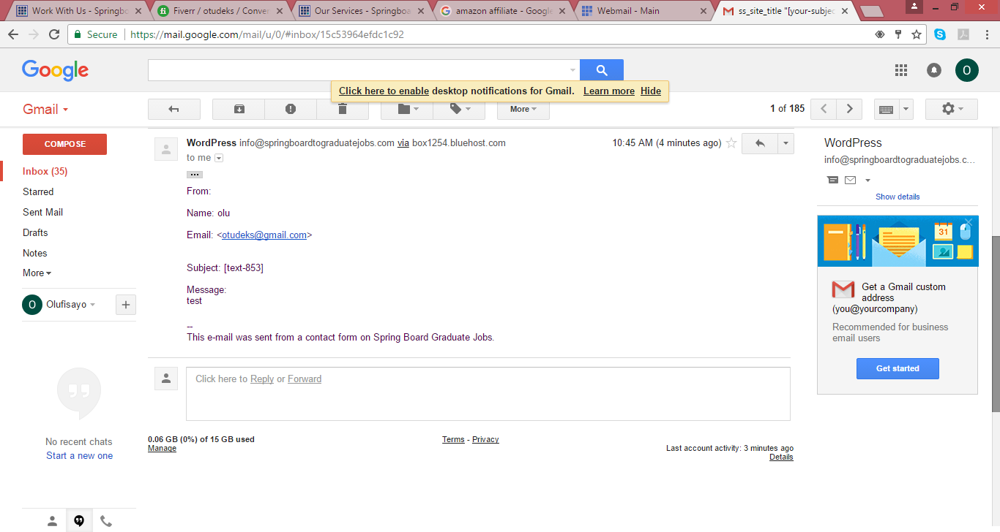 Work With Us - Springbo
Fiverr / otudeks / Conver
Our Services - Springboa
amazon affiliate - Google
Webmail - Main
ss_site_title "[your-subjec
Secure
https://mail.google.com/mail/u/0/#inbox/15c53964efdc1c92
Google
O
Click here to enable desktop notifications for Gmail. Learn more Hide
Gmail
More
1 of 185
COMPOSE
Inbox (35)
Starred
Sent Mail
Drafts
Notes
More
O Olufisayo
+
No recent chats
Start a new one
WordPress info@springboardtograduatejobs.com via box1254.bluehost.com
10:45 AM (4 minutes ago)
to me
...
From:
Name: olu
Email: <otudeks@gmail.com>
Subject: [text-853]
Message:
test
--
This e-mail was sent from a contact form on Spring Board Graduate Jobs.
Click here to Reply or Forward
0.06 GB (0%) of 15 GB used
Manage
Terms - Privacy
Last account activity: 3 minutes ago
Details
WordPress
info@springboardtograduatejobs.c...
Show details
31
Get a Gmail custom
address
(you@yourcompany)
Recommended for business
email users
Get started